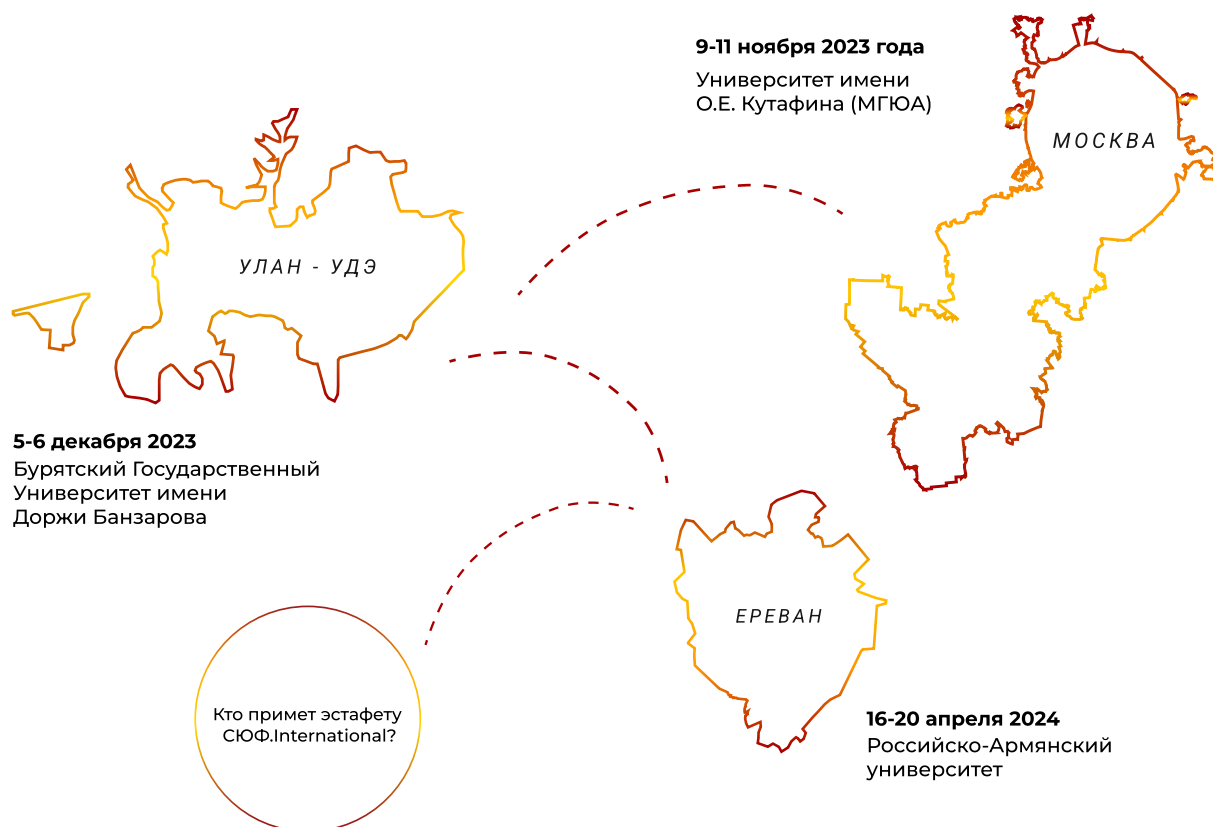 9-11 ноября 2023 года
Университет имени
О.Е. Кутафина (МГЮА)
МОСКВА
УЛАН - УДЭ
5-6 декабря 2023
Бурятский Государственный
Университет имени
Доржи Банзарова
ЕРЕВАН
16-20 апреля 2024
Российско-Армянский
университет
Кто примет эстафету
СЮФ.International?